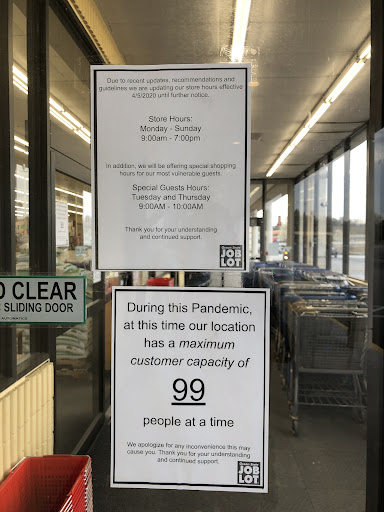 Due to recent updates, recommendations and
guidelines we are updating our store hours effective
4/5/2020 until further notice.
Store Hours:
Monday - Sunday
9:00am - 7:00pm
In addition, we will be offering special shopping
hours for our most vulnerable guests.
Special Guests Hours:
Tuesday and Thursday
9:00AM - 10:00AM
Thank you for your understanding
and continued support.
Ocean State
JOB
LOT
O CLEAR
SLIDING DOOR
AUTOMATIC
During this Pandemic,
at this time our location
has a maximum
customer capacity of
99
people at a time
We apologize for any inconvenience this may
cause you. Thank you for your understanding
and continued support.
Ocean State
JOB
LOT